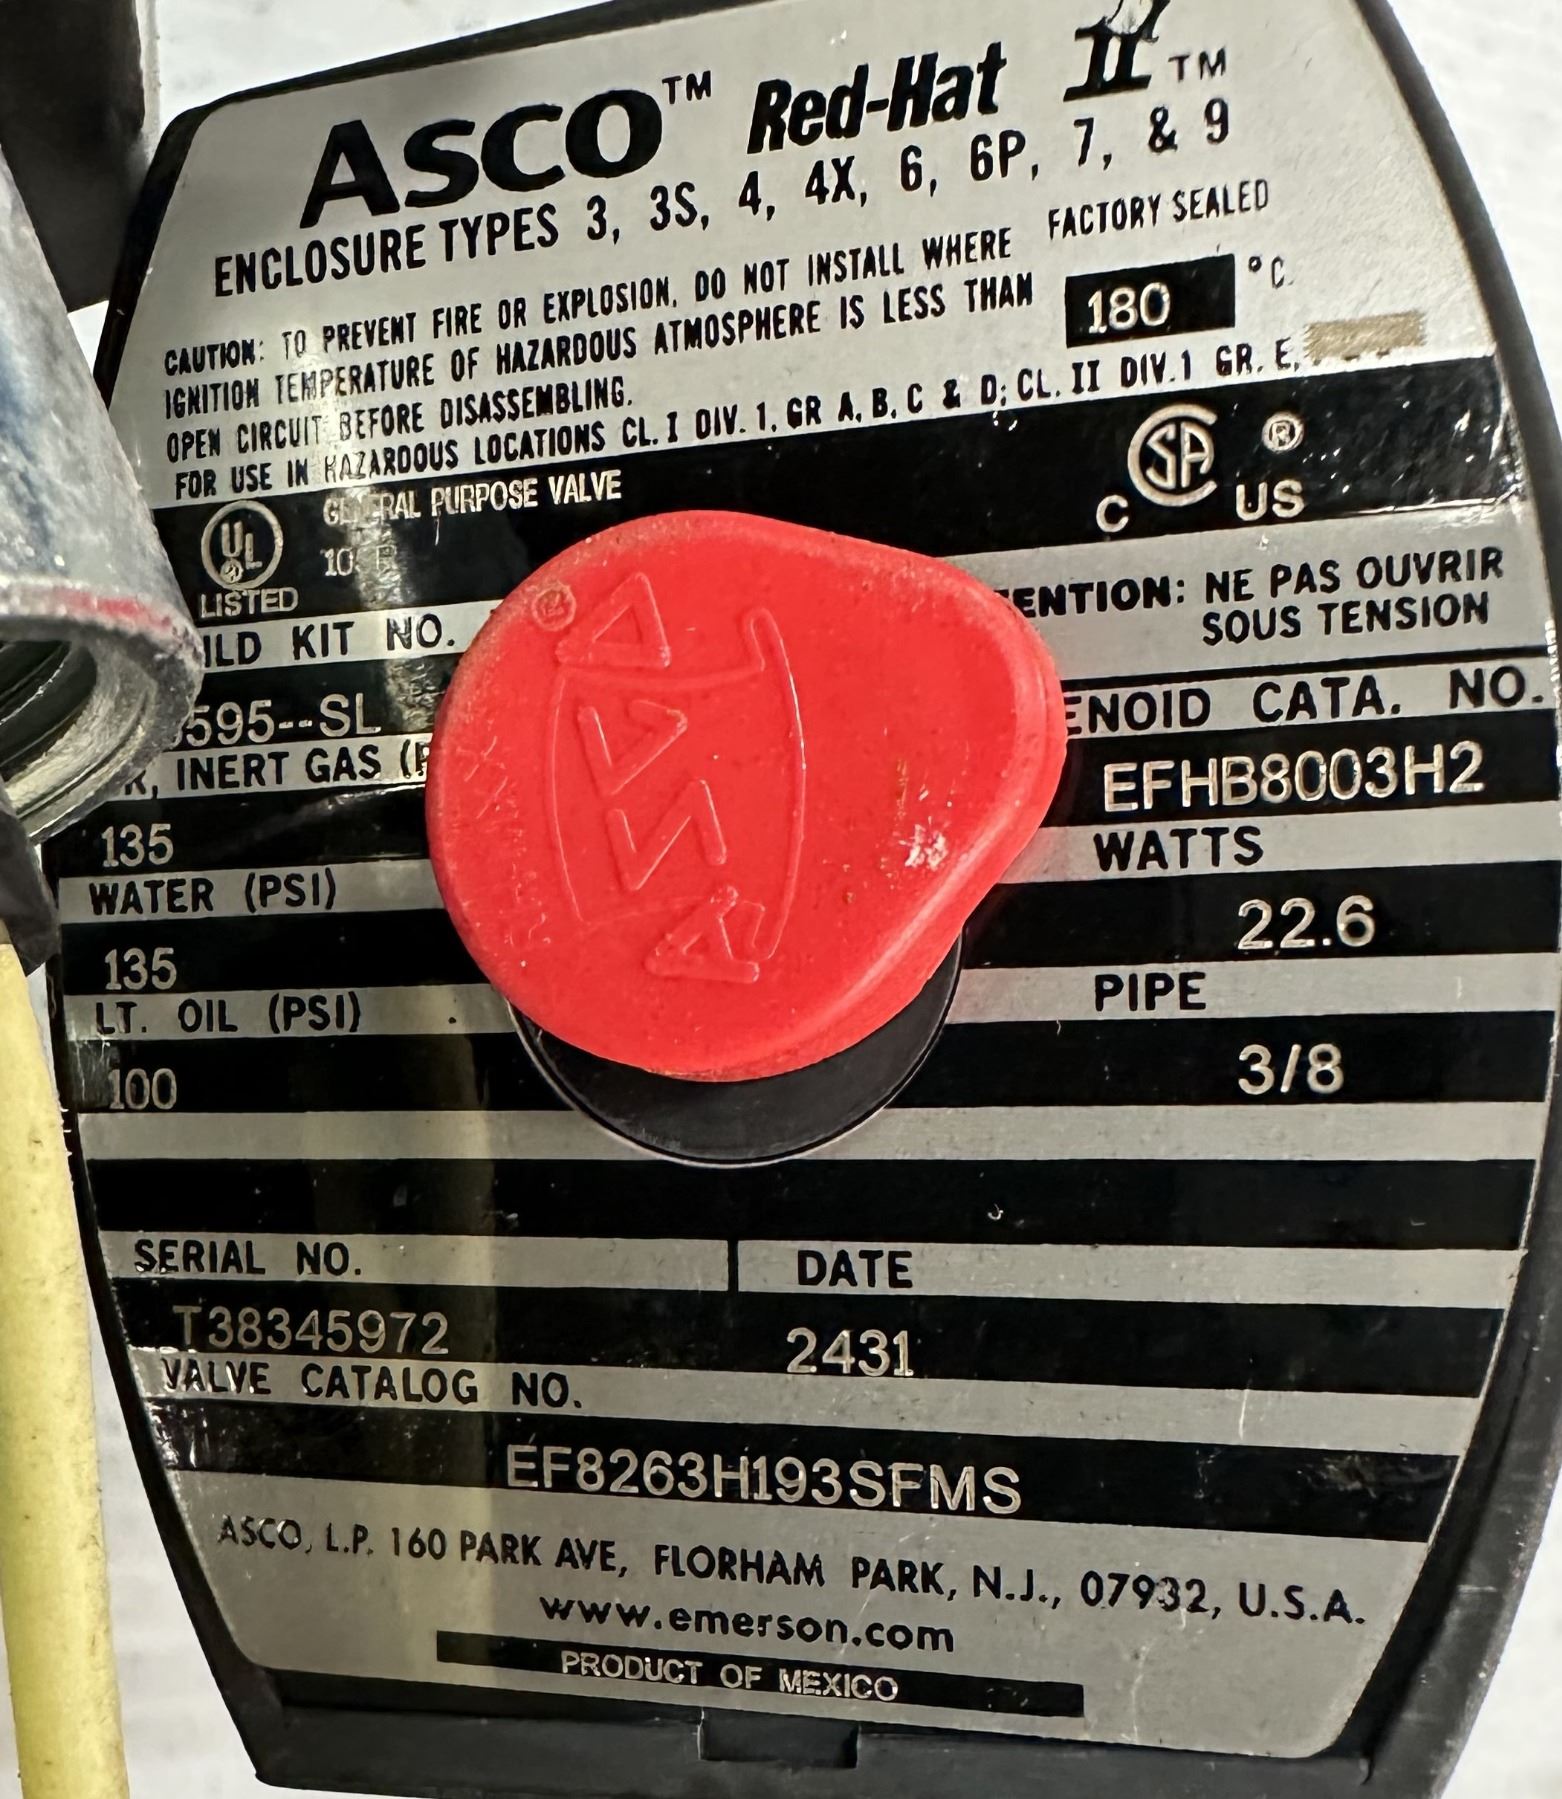 ASCO™ Red-Hat II™
ENCLOSURE TYPES 3, 3S, 4, 4X, 6, 6P, 7, & 9
CAUTION: TO PREVENT FIRE OR EXPLOSION, DO NOT INSTALL WHERE FACTORY SEALED
IGNITION TEMPERATURE OF HAZARDOUS ATMOSPHERE IS LESS THAN 180 °C.
OPEN CIRCUIT BEFORE DISASSEMBLING.
FOR USE IN HAZARDOUS LOCATIONS CL. I DIV. 1, GR A, B, C & D; CL. II DIV. 1 GR. E,
UL GENERAL PURPOSE VALVE
LISTED
C SA ® C US
NE PAS OUVRIR
SOUS TENSION
KIT NO.
CATA. NO.
595--SL
EFHB8003H2
INERT GAS
135
WATTS
22.6
WATER (PSI)
135
PIPE
3/8
LT. OIL (PSI)
100
ASCO ®
SERIAL NO. DATE
T38345972 2431
VALVE CATALOG NO.
EF8263H193SFMS
ASCO, L.P. 160 PARK AVE, FLORHAM PARK, N.J., 07932, U.S.A.
www.emerson.com
PRODUCT OF MEXICO